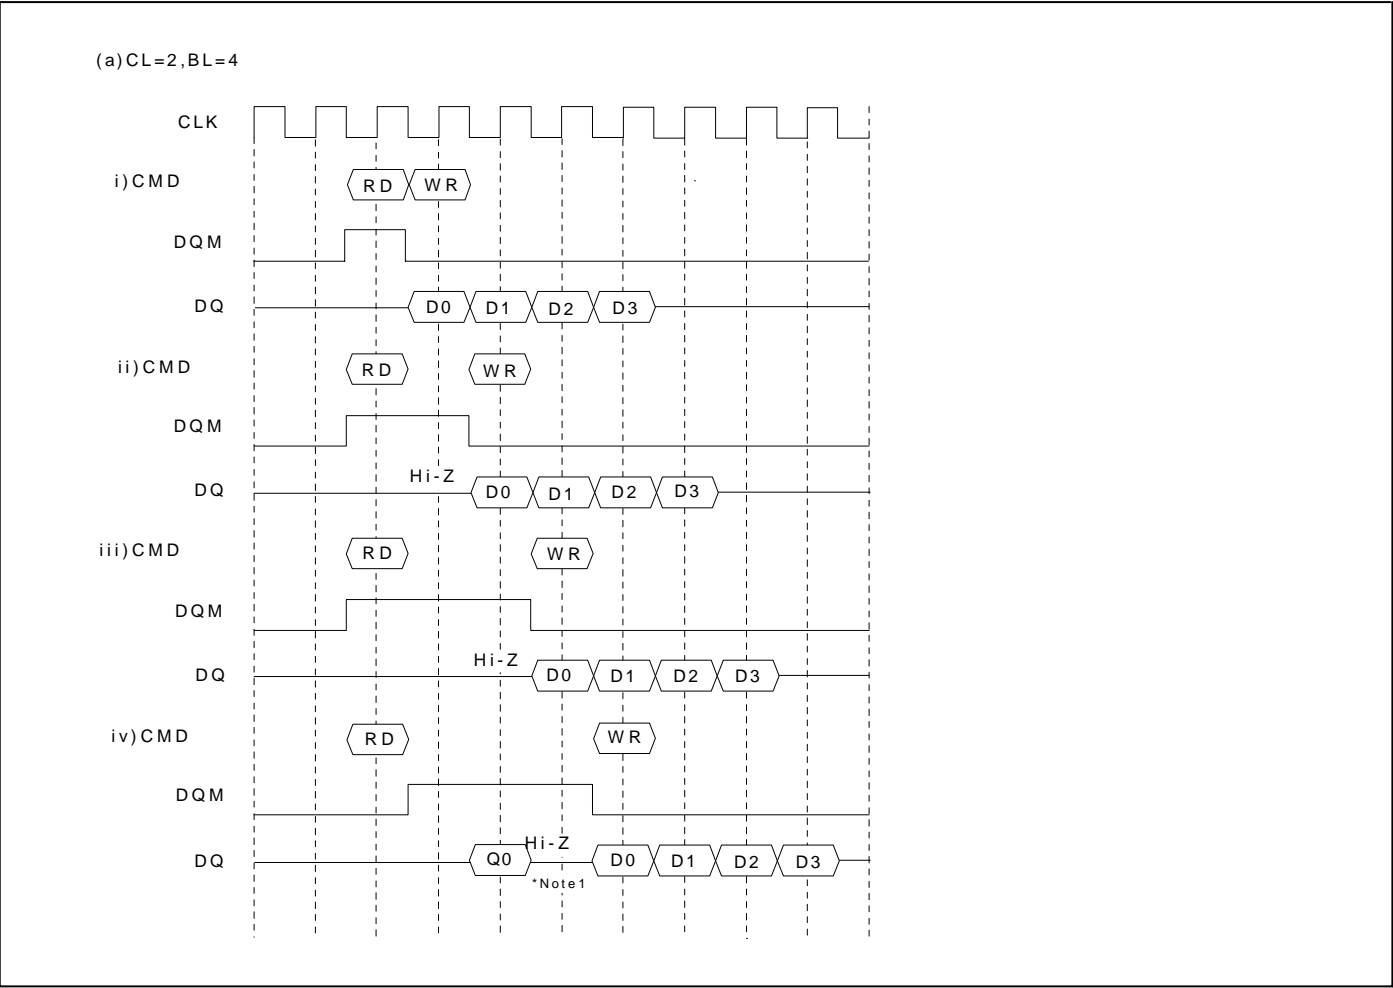 (a)CL=2,BL=4
CLK
i)CMD RD WR
DQM
DQ D0 D1 D2 D3
ii)CMD RD WR
DQM
Hi-Z
DQ D0 D1 D2 D3
iii)CMD RD WR
DQM
Hi-Z
DQ D0 D1 D2 D3
iv)CMD RD WR
DQM
Hi-Z
DQ Q0 D0 D1 D2 D3
*Note1